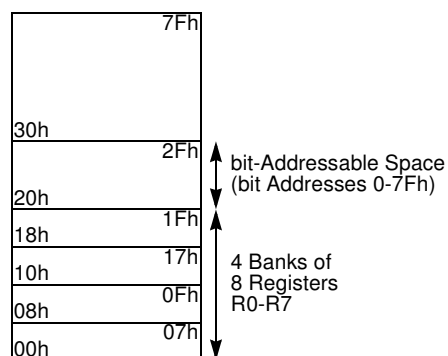 7Fh
30h
2Fh
bit-Addressable Space
(bit Addresses 0-7Fh)
20h
1Fh
18h
17h
4 Banks of
8 Registers
R0-R7
10h
0Fh
08h
07h
00h